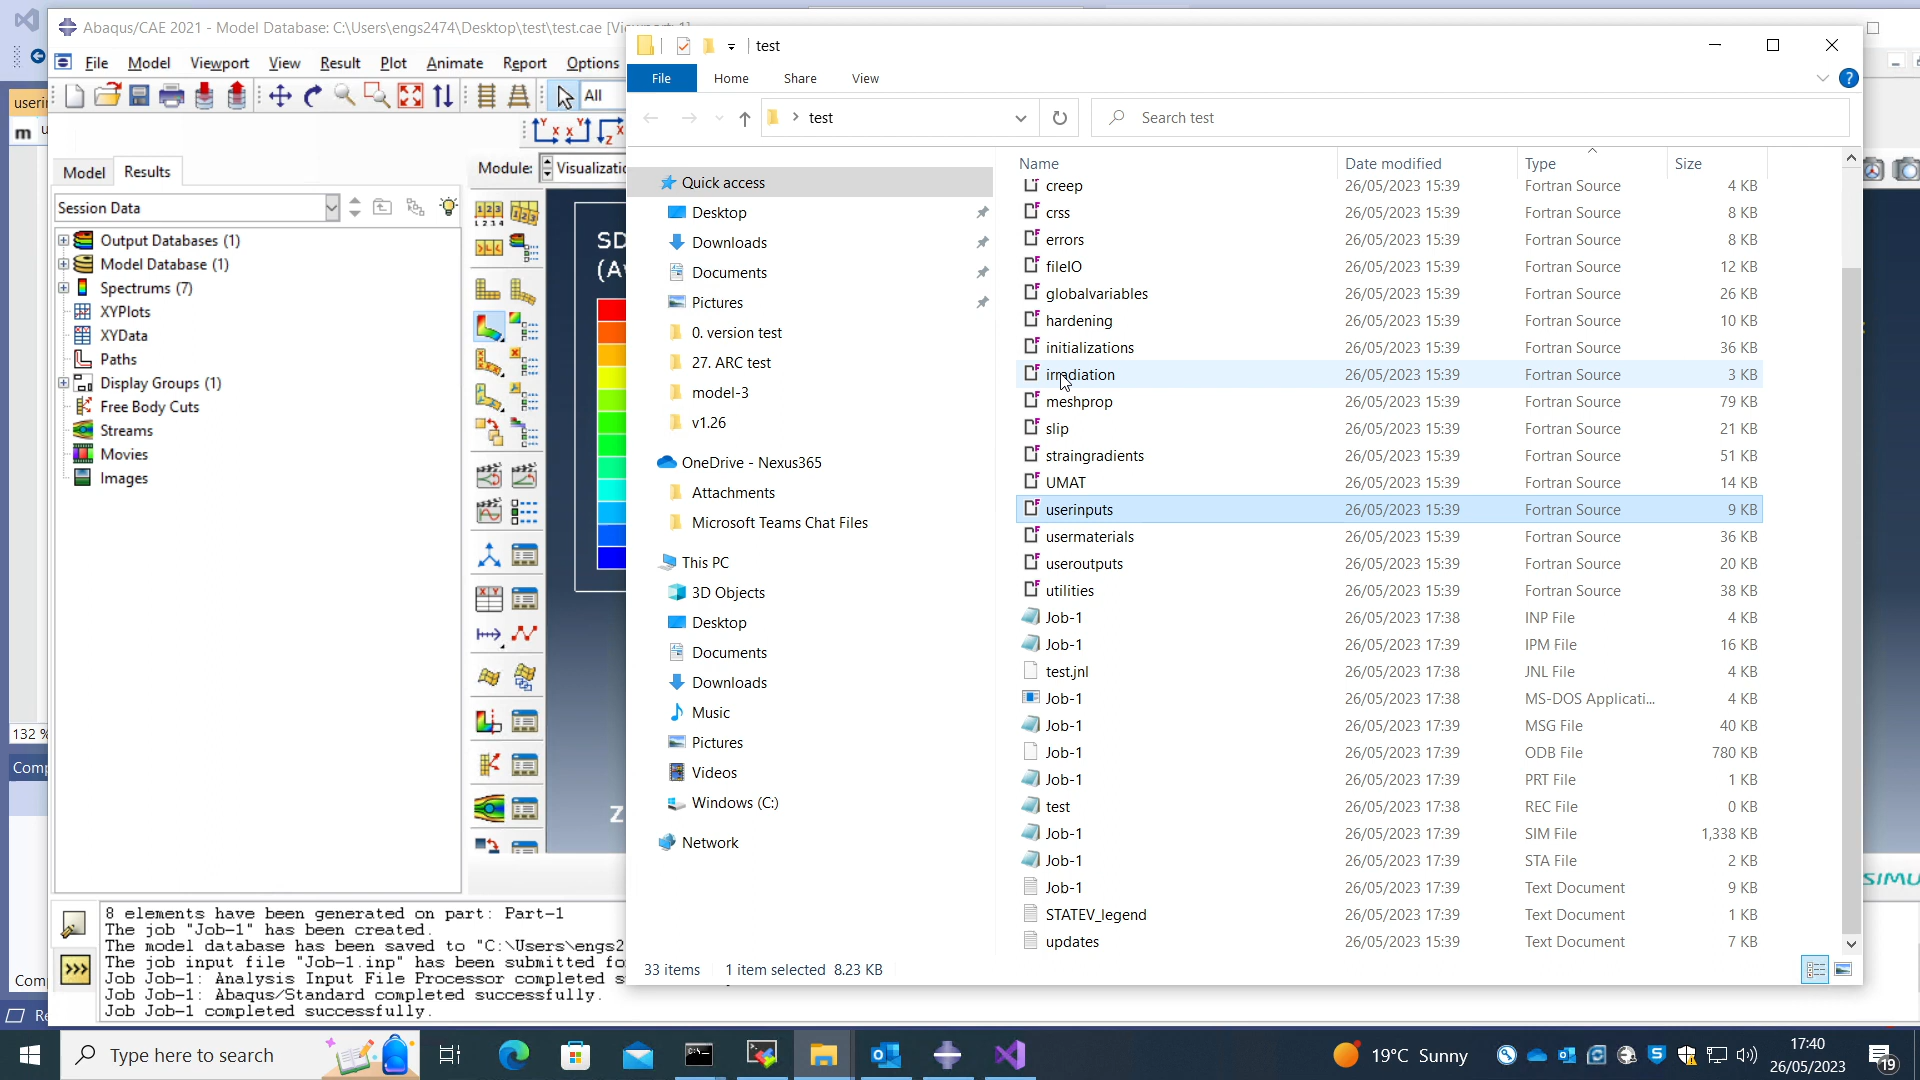 Abaqus/CAE 2021 - Model Database: C:\Users\engs2474\Desktop\test\test.cae
File Model Viewport View Result Plot Animate Report Options
All
Model Results
Module: Visualizatio
Session Data
Output Databases (1)
Model Database (1)
Spectrums (7)
XYPlots
XYData
Paths
Display Groups (1)
Free Body Cuts
Streams
Movies
Images
userin
132 %
Comp
Com
Re
SD
(Av
Z
8 elements have been generated on part: Part-1
The job "Job-1" has been created.
The model database has been saved to "C:\Users\engs2
The job input file "Job-1.inp" has been submitted fo
Job Job-1: Analysis Input File Processor completed s
Job Job-1: Abaqus/Standard completed successfully.
Job Job-1 completed successfully.
test
File Home Share View
test
Search test
Quick access
Desktop
Downloads
Documents
Pictures
0. version test
27. ARC test
model-3
v1.26
OneDrive - Nexus365
Attachments
Microsoft Teams Chat Files
This PC
3D Objects
Desktop
Documents
Downloads
Music
Pictures
Videos
Windows (C:)
Network
Name Date modified Type Size
creep 26/05/2023 15:39 Fortran Source 4 KB
crss 26/05/2023 15:39 Fortran Source 8 KB
errors 26/05/2023 15:39 Fortran Source 8 KB
fileIO 26/05/2023 15:39 Fortran Source 12 KB
globalvariables 26/05/2023 15:39 Fortran Source 26 KB
hardening 26/05/2023 15:39 Fortran Source 10 KB
initializations 26/05/2023 15:39 Fortran Source 36 KB
irradiation 26/05/2023 15:39 Fortran Source 3 KB
meshprop 26/05/2023 15:39 Fortran Source 79 KB
slip 26/05/2023 15:39 Fortran Source 21 KB
straingradients 26/05/2023 15:39 Fortran Source 51 KB
UMAT 26/05/2023 15:39 Fortran Source 14 KB
userinputs 26/05/2023 15:39 Fortran Source 9 KB
usermaterials 26/05/2023 15:39 Fortran Source 36 KB
useroutputs 26/05/2023 15:39 Fortran Source 20 KB
utilities 26/05/2023 15:39 Fortran Source 38 KB
Job-1 26/05/2023 17:38 INP File 4 KB
Job-1 26/05/2023 17:39 IPM File 16 KB
test.jnl 26/05/2023 17:38 JNL File 4 KB
Job-1 26/05/2023 17:38 MS-DOS Applicati... 4 KB
Job-1 26/05/2023 17:39 MSG File 40 KB
Job-1 26/05/2023 17:39 ODB File 780 KB
Job-1 26/05/2023 17:39 PRT File 1 KB
test 26/05/2023 17:38 REC File 0 KB
Job-1 26/05/2023 17:39 SIM File 1,338 KB
Job-1 26/05/2023 17:39 STA File 2 KB
Job-1 26/05/2023 17:39 Text Document 9 KB
STATEV_legend 26/05/2023 17:39 Text Document 1 KB
updates 26/05/2023 15:39 Text Document 7 KB
33 items 1 item selected 8.23 KB
SIMU
Type here to search
19°C Sunny
17:40
26/05/2023
19